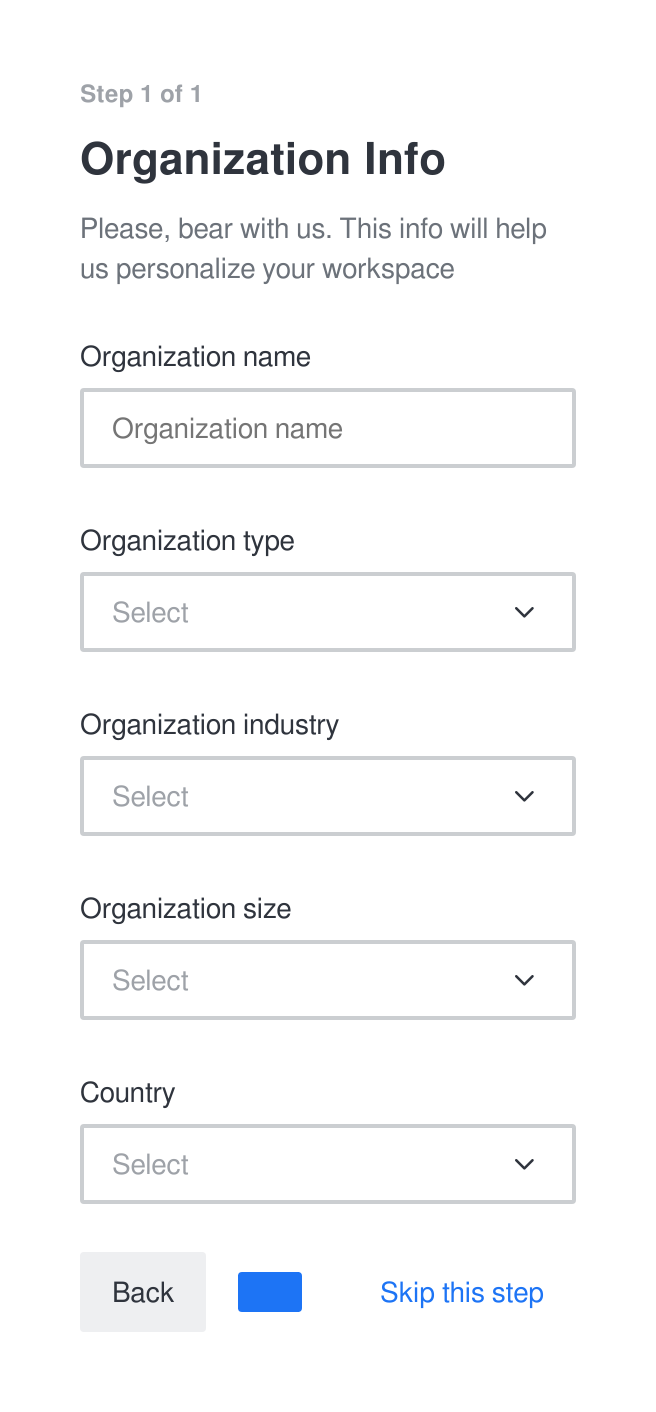 Step 1 of 1
Organization Info
Please, bear with us. This info will help
us personalize your workspace
Organization name
Organization name
Organization type
Select
Organization industry
Select
Organization size
Select
Country
Select
Back
Skip this step